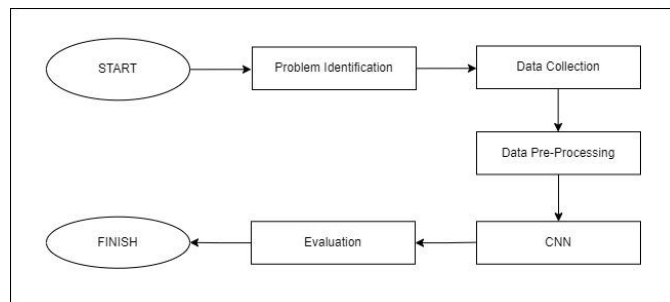 START
Problem Identification
Data Collection
Data Pre-Processing
CNN
Evaluation
FINISH